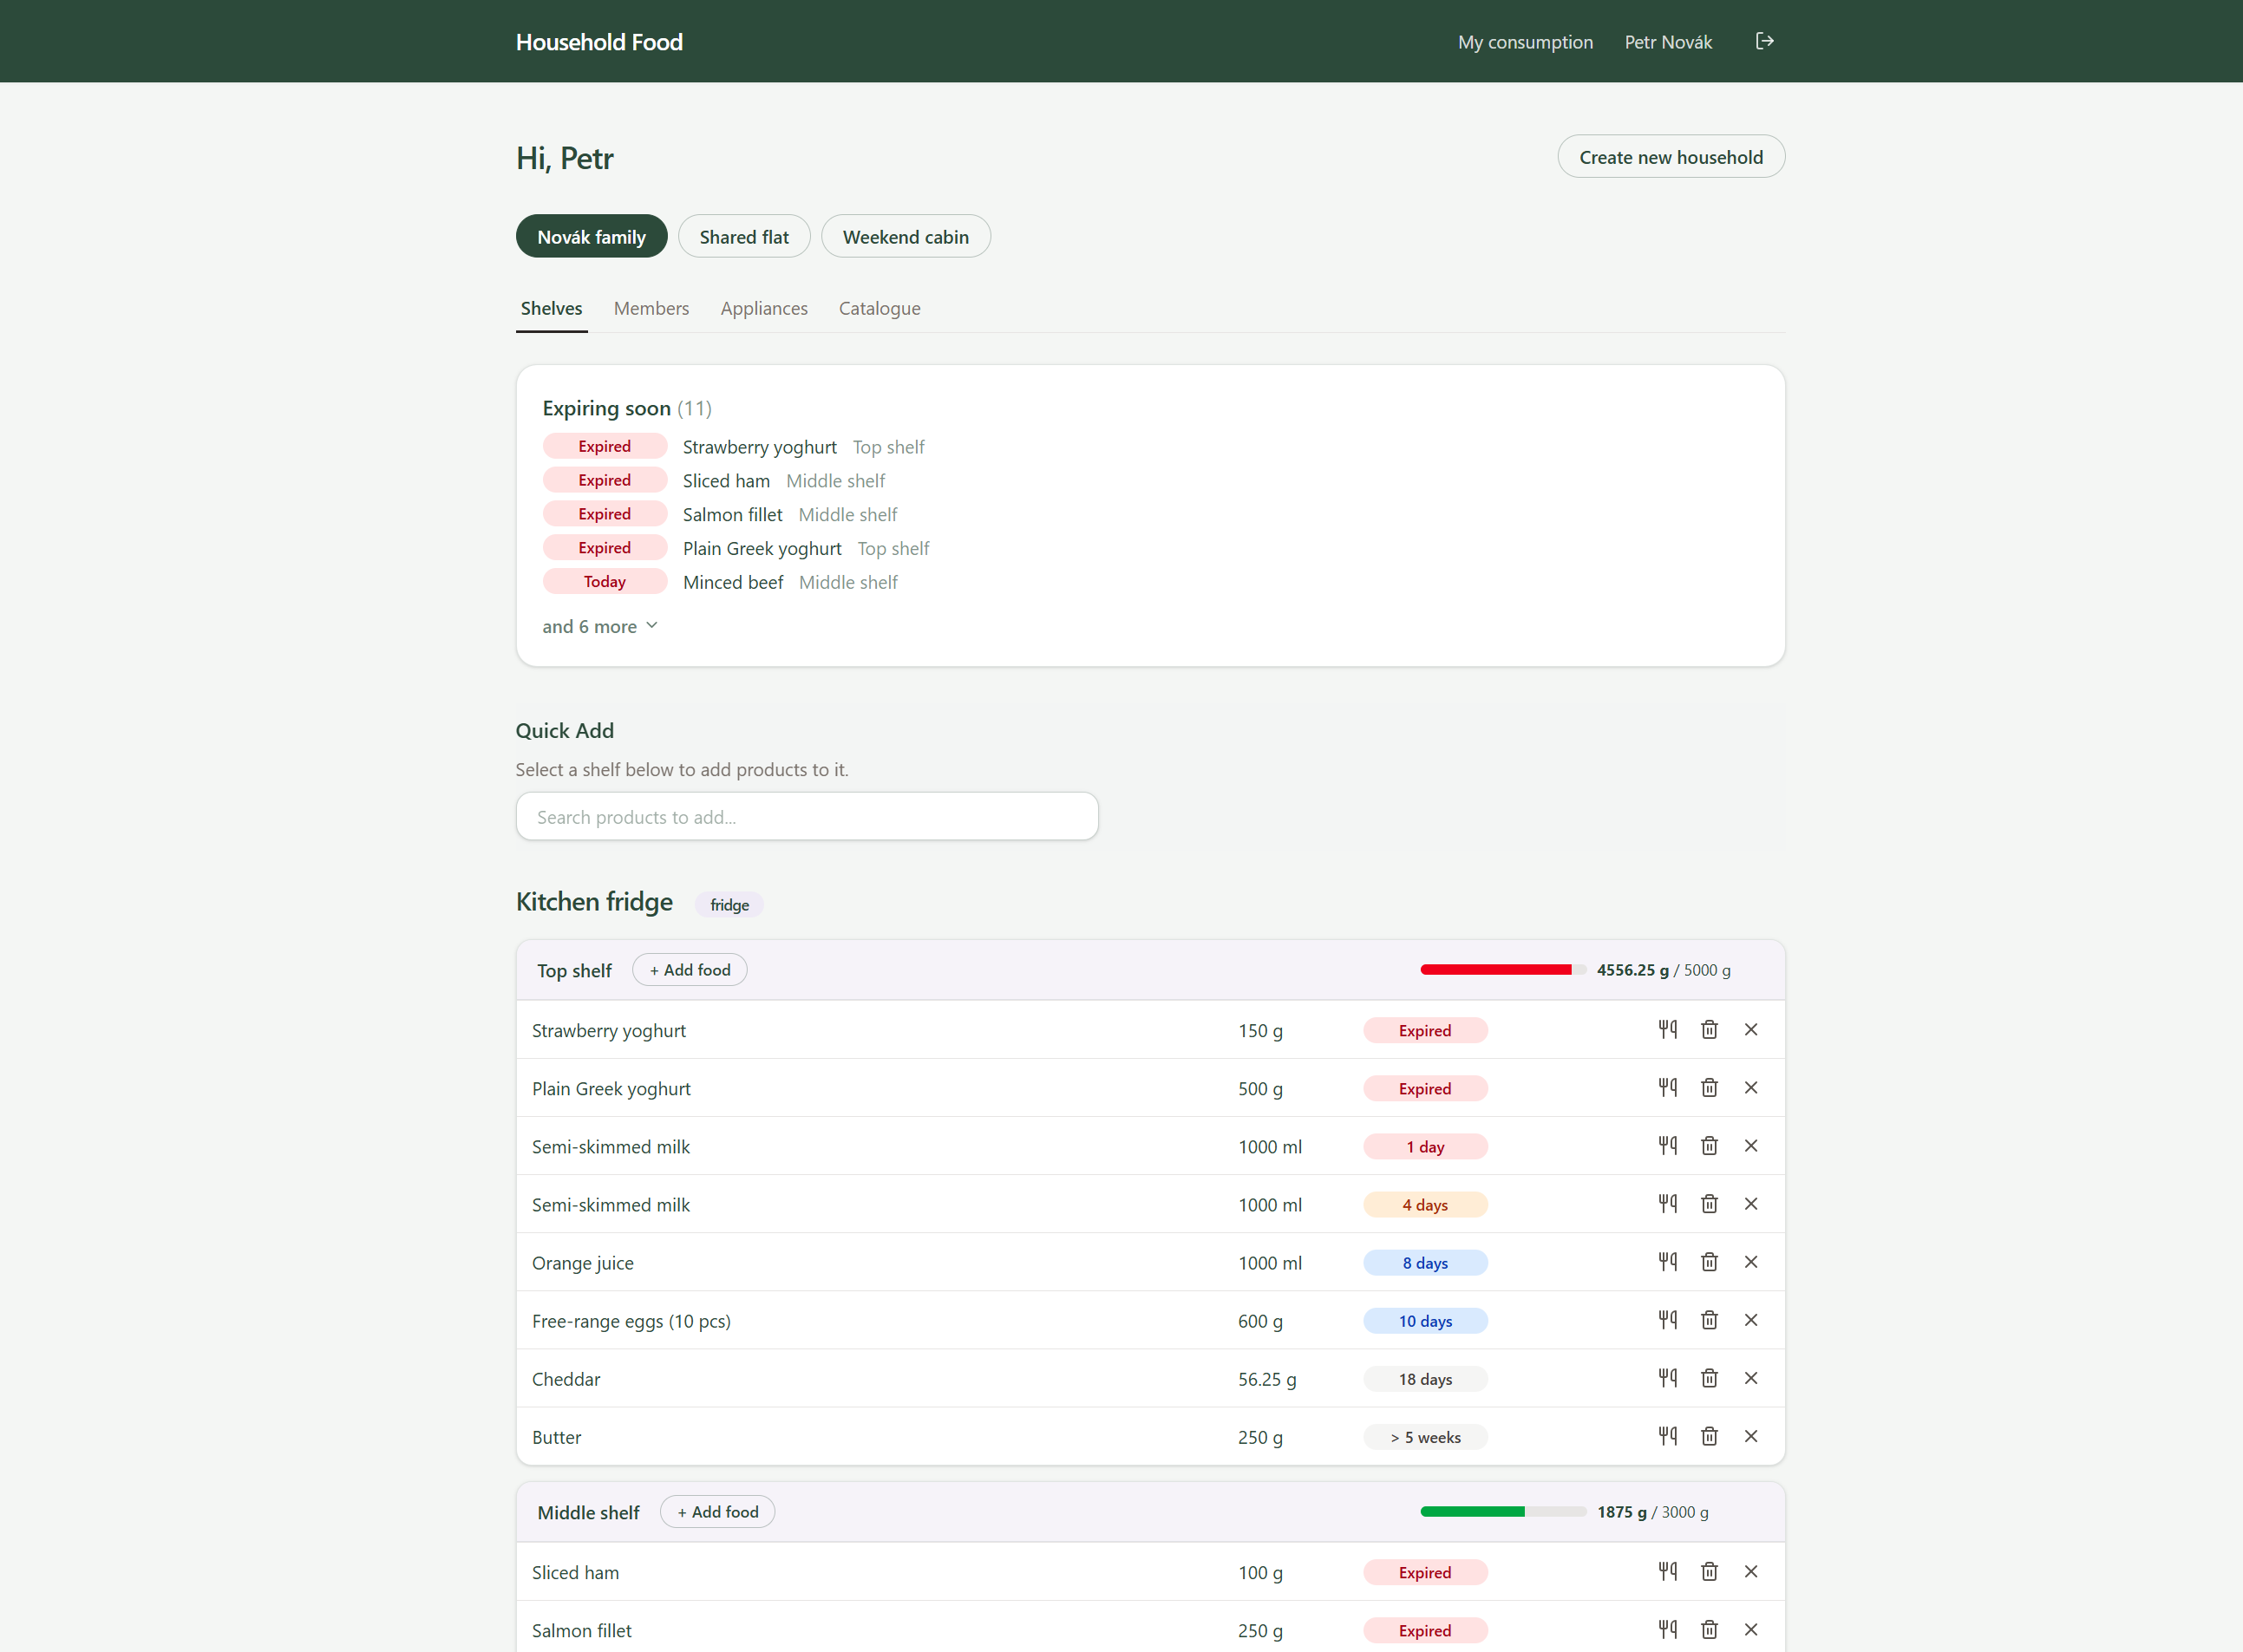 Household Food My consumption Petr Novák
Hi, Petr Create new household
Novák family Shared flat Weekend cabin
Shelves Members Appliances Catalogue
Expiring soon (11)
Expired Strawberry yoghurt Top shelf
Expired Sliced ham Middle shelf
Expired Salmon fillet Middle shelf
Expired Plain Greek yoghurt Top shelf
Today Minced beef Middle shelf
and 6 more
Quick Add
Select a shelf below to add products to it.
Search products to add...
Kitchen fridge fridge
Top shelf + Add food 4556.25 g / 5000 g
Strawberry yoghurt 150 g Expired
Plain Greek yoghurt 500 g Expired
Semi-skimmed milk 1000 ml 1 day
Semi-skimmed milk 1000 ml 4 days
Orange juice 1000 ml 8 days
Free-range eggs (10 pcs) 600 g 10 days
Cheddar 56.25 g 18 days
Butter 250 g > 5 weeks
Middle shelf + Add food 1875 g / 3000 g
Sliced ham 100 g Expired
Salmon fillet 250 g Expired